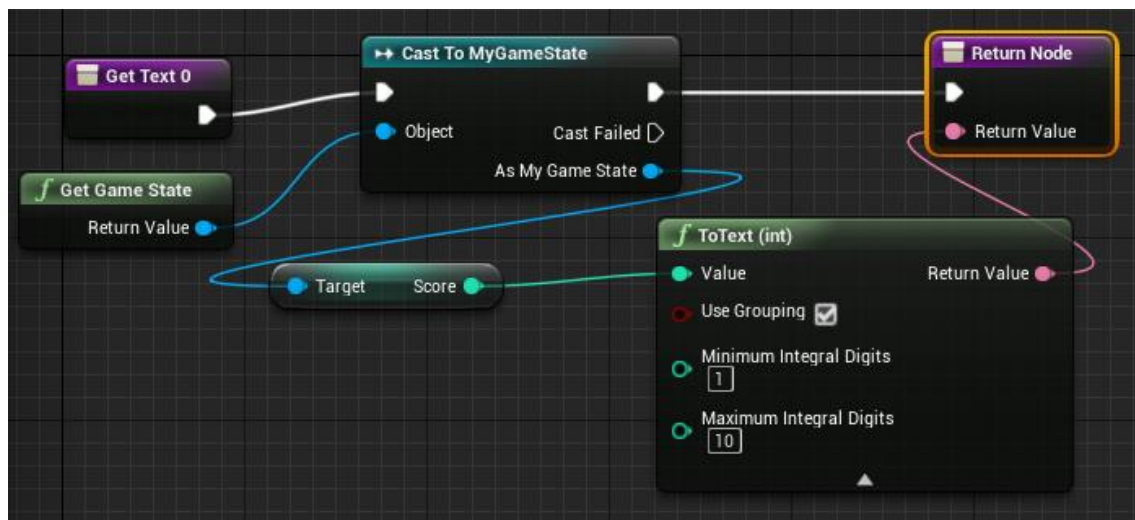 Get Text 0
Cast To MyGameState
Object
Cast Failed
As My Game State
Return Node
Return Value
f Get Game State
Return Value
Target
Score
f ToText (int)
Value
Return Value
Use Grouping
Minimum Integral Digits
1
Maximum Integral Digits
10